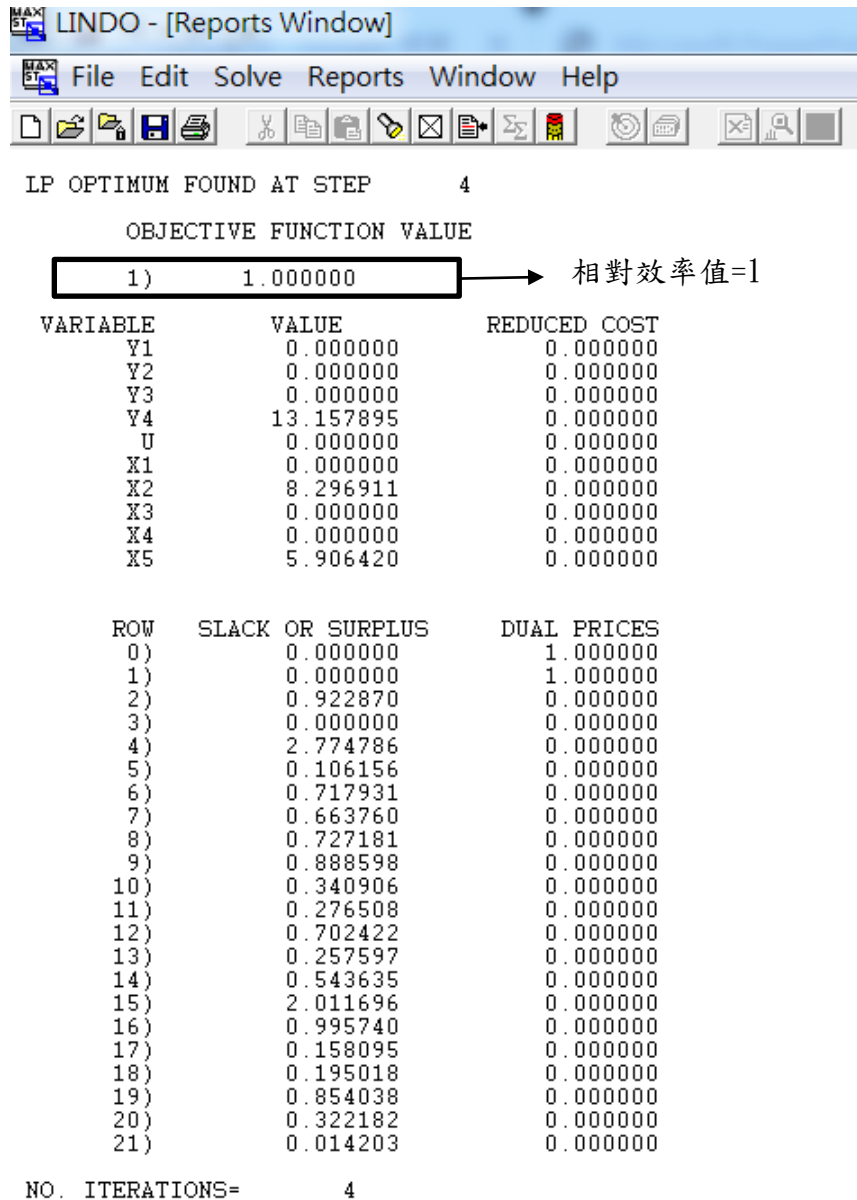 LINDO - [Reports Window]
File Edit Solve Reports Window Help
LP OPTIMUM FOUND AT STEP 4
OBJECTIVE FUNCTION VALUE
1) 1.000000 相對效率值=1
VARIABLE VALUE REDUCED COST
Y1 0.000000 0.000000
Y2 0.000000 0.000000
Y3 0.000000 0.000000
Y4 13.157895 0.000000
U 0.000000 0.000000
X1 0.000000 0.000000
X2 8.296911 0.000000
X3 0.000000 0.000000
X4 0.000000 0.000000
X5 5.906420 0.000000
ROW SLACK OR SURPLUS DUAL PRICES
0) 0.000000 1.000000
1) 0.000000 1.000000
2) 0.922870 0.000000
3) 0.000000 0.000000
4) 2.774786 0.000000
5) 0.106156 0.000000
6) 0.717931 0.000000
7) 0.663760 0.000000
8) 0.727181 0.000000
9) 0.888598 0.000000
10) 0.340906 0.000000
11) 0.276508 0.000000
12) 0.702422 0.000000
13) 0.257597 0.000000
14) 0.543635 0.000000
15) 2.011696 0.000000
16) 0.995740 0.000000
17) 0.158095 0.000000
18) 0.195018 0.000000
19) 0.854038 0.000000
20) 0.322182 0.000000
21) 0.014203 0.000000
NO. ITERATIONS= 4